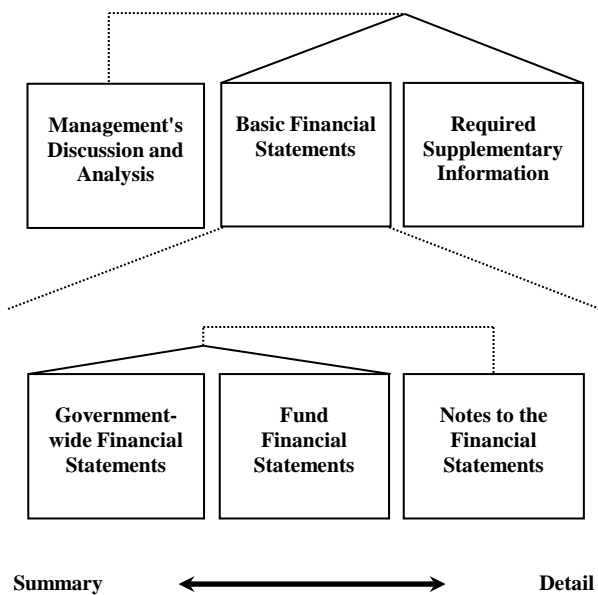 Management's
Discussion and
Analysis
Basic Financial
Statements
Required
Supplementary
Information
Government-
wide Financial
Statements
Fund
Financial
Statements
Notes to the
Financial
Statements
Summary
Detail